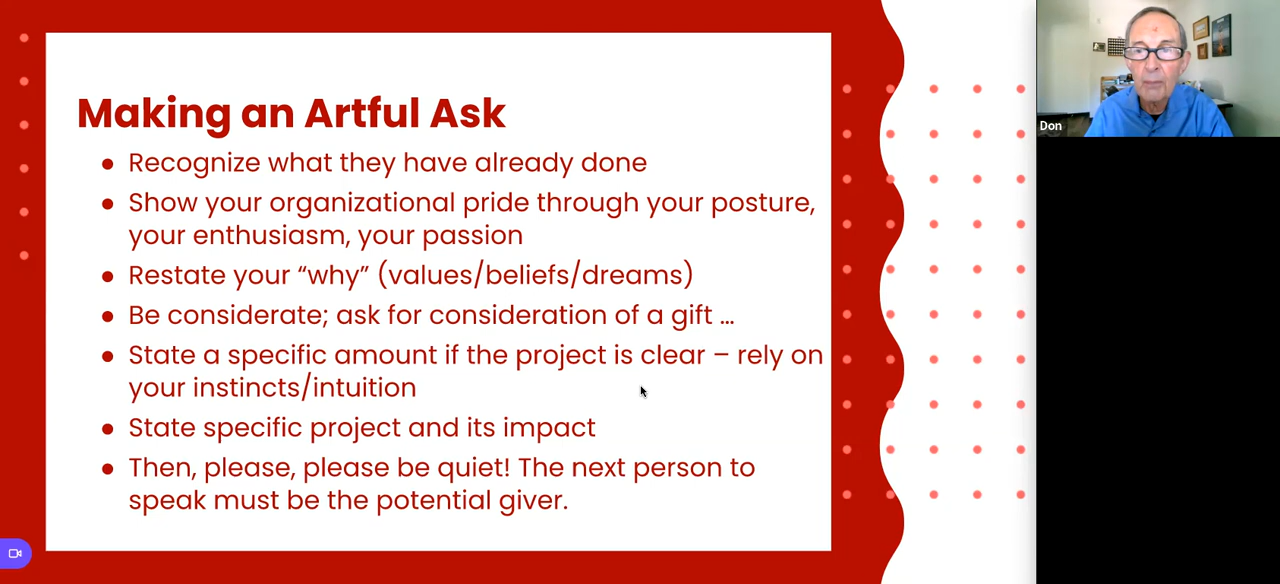 Making an Artful Ask
● Recognize what they have already done
● Show your organizational pride through your posture,
your enthusiasm, your passion
● Restate your “why” (values/beliefs/dreams)
● Be considerate; ask for consideration of a gift …
● State a specific amount if the project is clear – rely on
your instincts/intuition
● State specific project and its impact
● Then, please, please be quiet! The next person to
speak must be the potential giver.
Don